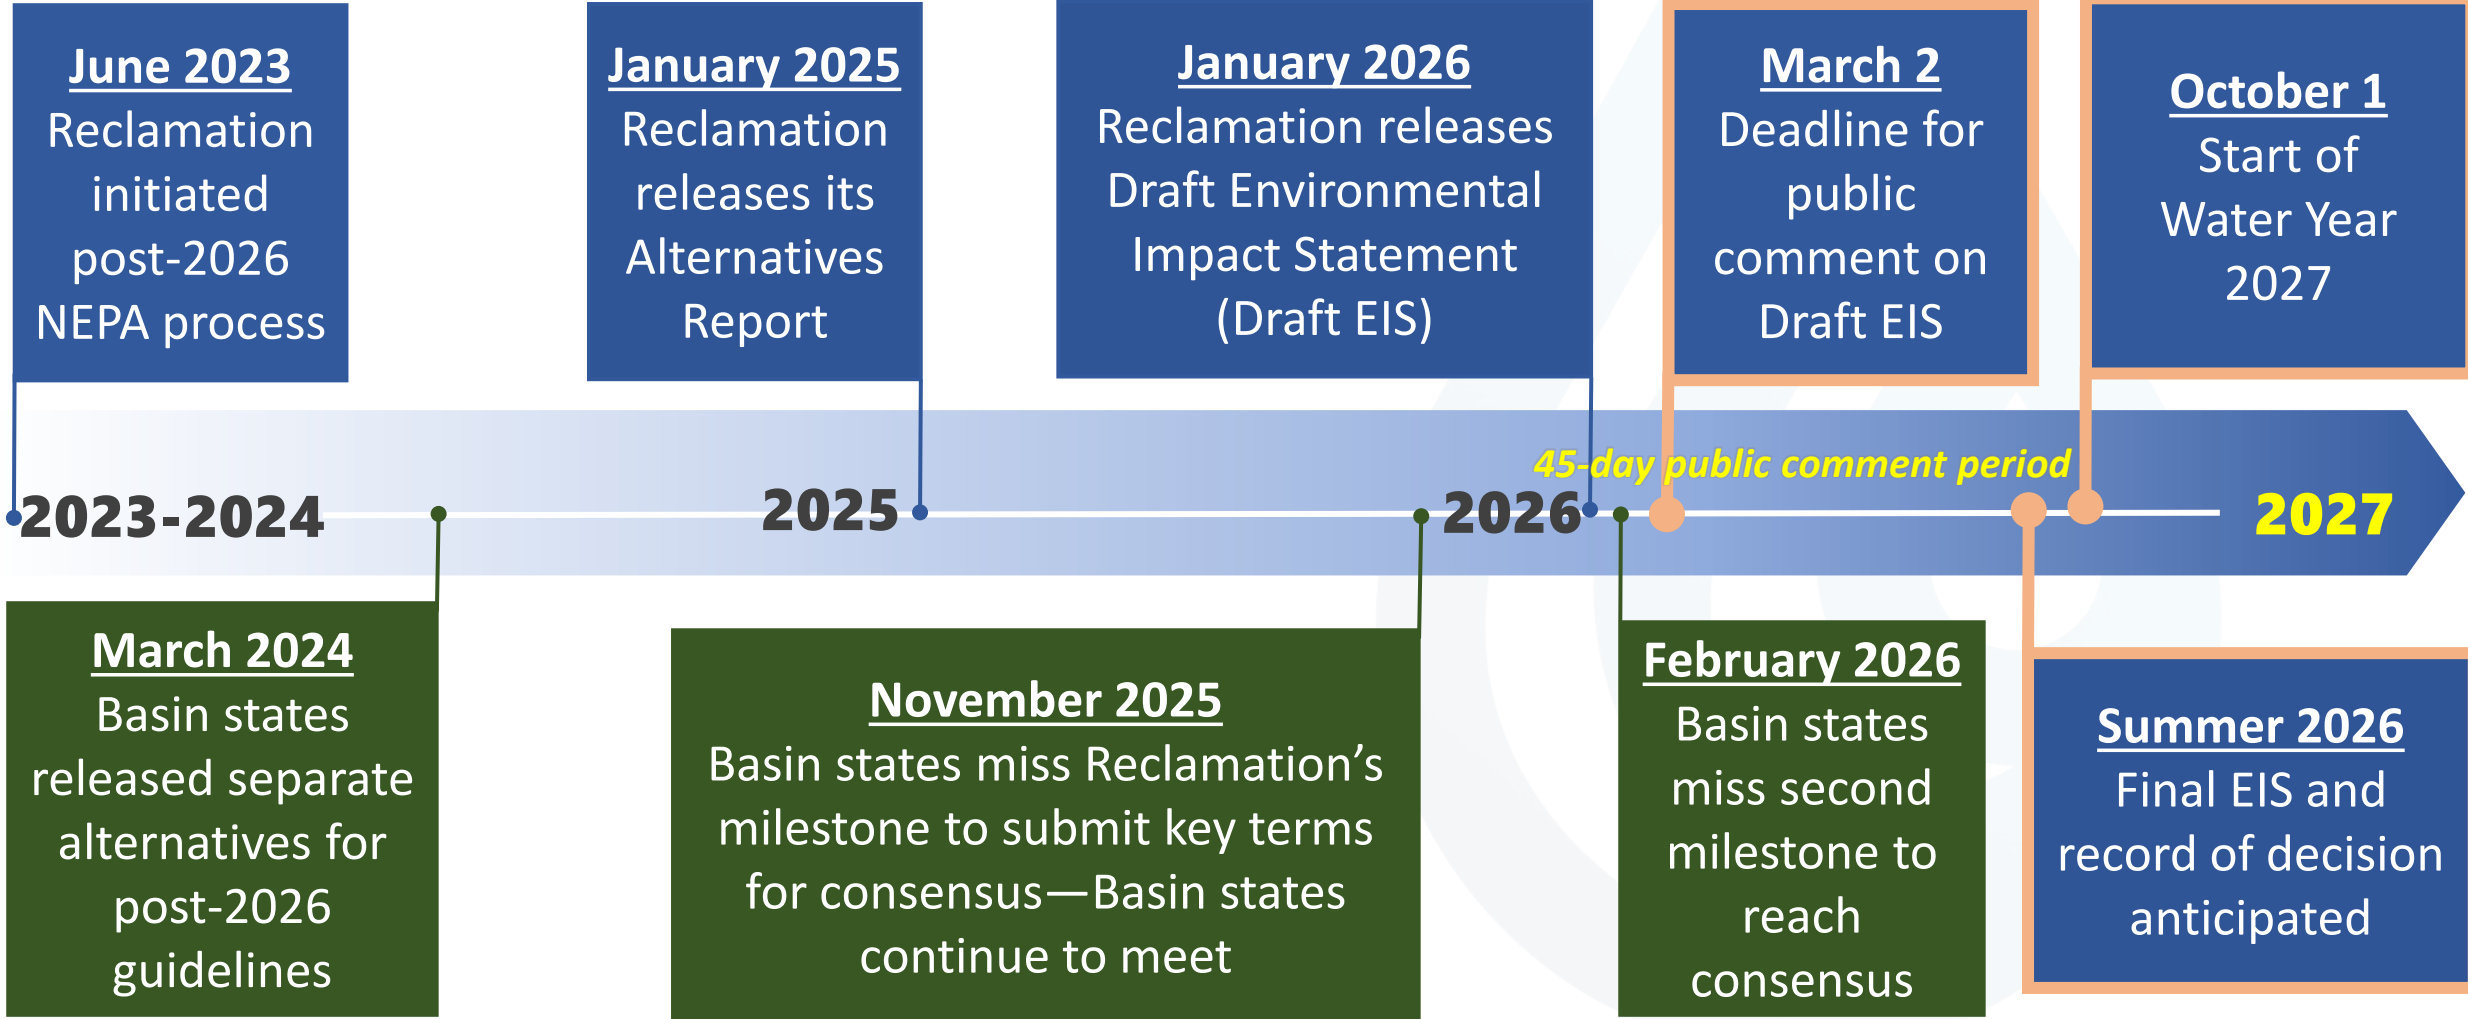 June 2023
Reclamation
initiated
post-2026
NEPA process
January 2025
Reclamation
releases its
Alternatives
Report
January 2026
Reclamation releases
Draft Environmental
Impact Statement
(Draft EIS)
March 2
Deadline for
public
comment on
Draft EIS
October 1
Start of
Water Year
2027
45-day public comment period
2023-2024
2025
2026
2027
March 2024
Basin states
released separate
alternatives for
post-2026
guidelines
November 2025
Basin states miss Reclamation’s
milestone to submit key terms
for consensus—Basin states
continue to meet
February 2026
Basin states
miss second
milestone to
reach
consensus
Summer 2026
Final EIS and
record of decision
anticipated